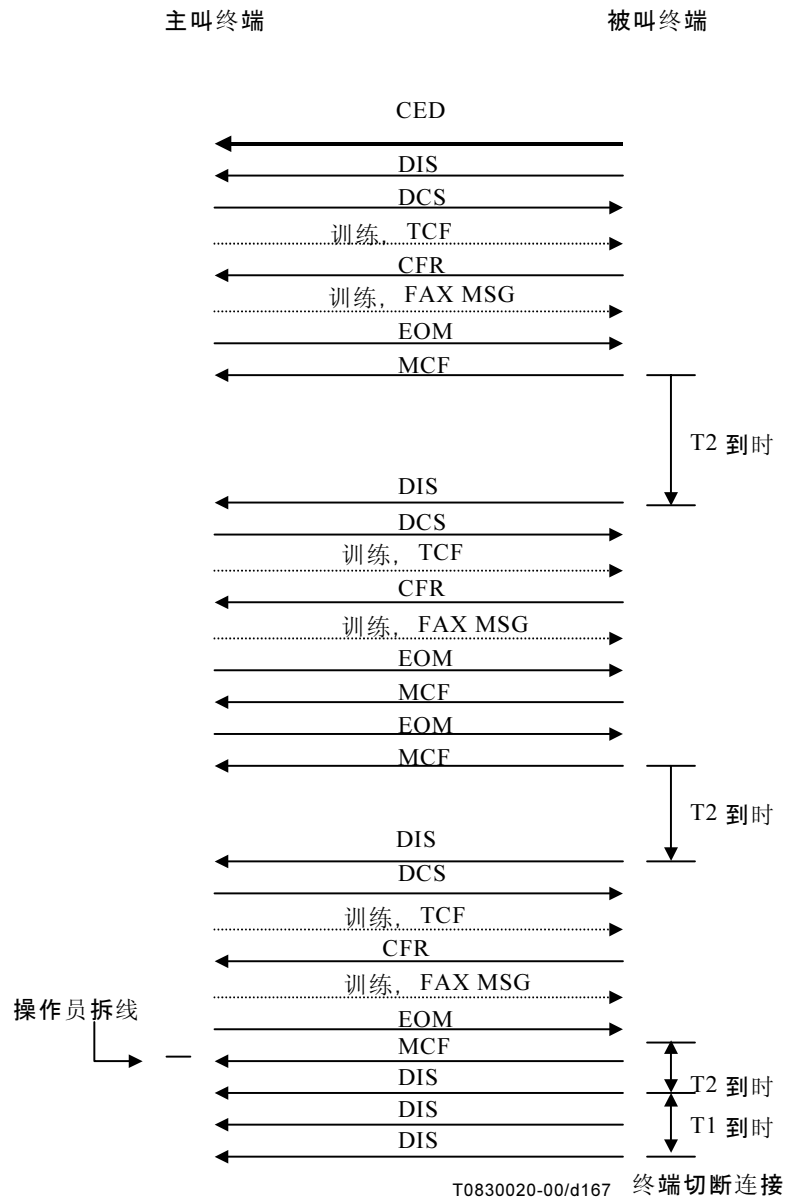 主叫终端 被叫终端
CED
DIS
DCS
训练, TCF
CFR
训练, FAX MSG
EOM
MCF
T2 到时
DIS
DCS
训练, TCF
CFR
训练, FAX MSG
EOM
MCF
EOM
MCF
T2 到时
DIS
DCS
训练, TCF
CFR
训练, FAX MSG
操作员拆线
EOM
MCF
DIS
T2 到时
DIS
T1 到时
DIS
T0830020-00/d167 终端切断连接